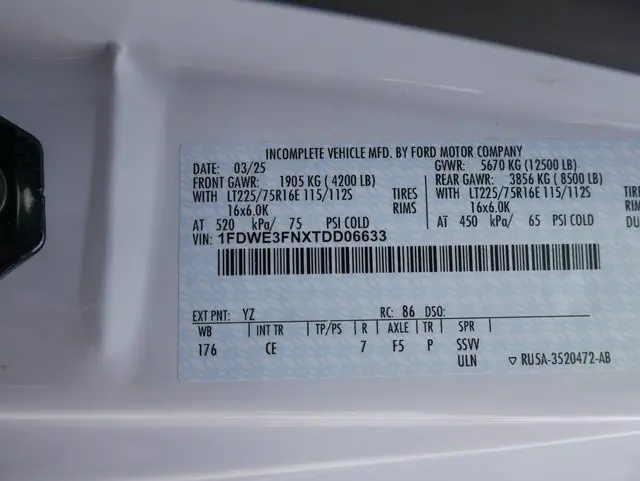 INCOMPLETE VEHICLE MFD. BY FORD MOTOR COMPANY
DATE: 03/25 GVWR: 5670 KG (12500 LB)
FRONT GAWR: 1905 KG ( 4200 LB) REAR GAWR: 3856 KG ( 8500 LB)
WITH LT225/75R16E 115/112S TIRES WITH LT225/75R16E 115/112S
16x6.0K RIMS 16x6.0K
AT 520 kPa/ 75 PSI COLD AT 450 kPa/ 65 PSI COLD
VIN: 1FDWE3FNXTDD06633
EXT PNT: YZ RC: 86 DSO:
WB INT TR TP/PS R AXLE TR SPR
176 CE 7 F5 P SSVV
ULN ▽ RU5A-3520472-AB